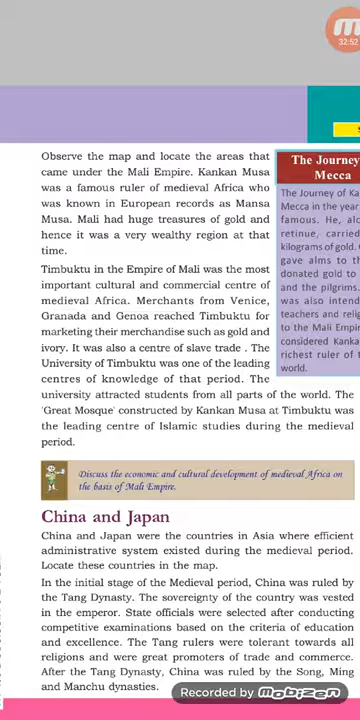 32:52
Observe the map and locate the areas that
came under the Mali Empire. Kankan Musa
was a famous ruler of medieval Africa who
was known in European records as Mansa
Musa. Mali had huge treasures of gold and
hence it was a very wealthy region at that
time.
Timbuktu in the Empire of Mali was the most
important cultural and commercial centre of
medieval Africa. Merchants from Venice,
Granada and Genoa reached Timbuktu for
marketing their merchandise such as gold and
ivory. It was also a centre of slave trade . The
University of Timbuktu was one of the leading
centres of knowledge of that period. The
university attracted students from all parts of the world. The
'Great Mosque' constructed by Kankan Musa at Timbuktu was
the leading centre of Islamic studies during the medieval
period.
The Journey
Mecca
The Journey of Ka
Mecca in the year
famous. He, alo
retinue, carried
kilograms of gold.
gave alms to th
donated gold to
and the pilgrims.
was also intend
teachers and relig
to the Mali Empir
considered Kanka
richest ruler of t
world.
Discuss the economic and cultural development of medieval Africa on
the basis of Mali Empire.
China and Japan
China and Japan were the countries in Asia where efficient
administrative system existed during the medieval period.
Locate these countries in the map.
In the initial stage of the Medieval period, China was ruled by
the Tang Dynasty. The sovereignty of the country was vested
in the emperor. State officials were selected after conducting
competitive examinations based on the criteria of education
and excellence. The Tang rulers were tolerant towards all
religions and were great promoters of trade and commerce.
After the Tang Dynasty, China was ruled by the Song, Ming
and Manchu dynasties.
Recorded by Mobizen